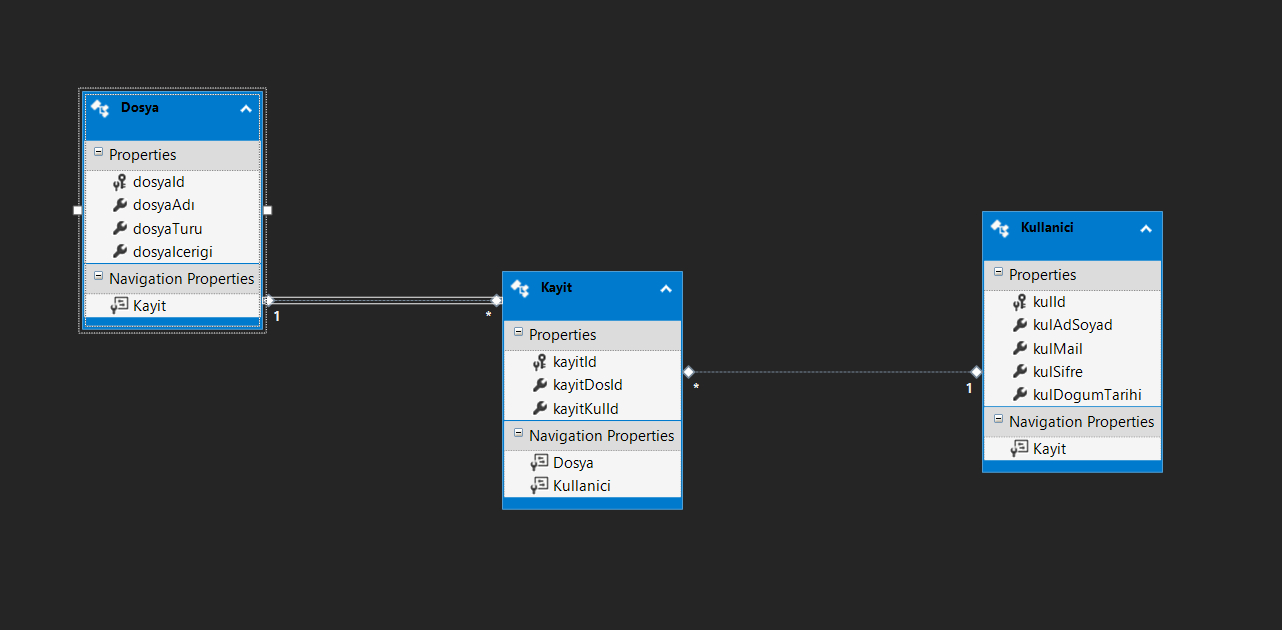 Dosya
Properties
dosyaId
dosyaAdı
dosyaTuru
dosyaIcerigi
Navigation Properties
Kayit
1
*
Kayit
Properties
kayitId
kayitDosId
kayitKulId
Navigation Properties
Dosya
Kullanici
*
1
Kullanici
Properties
kulId
kulAdSoyad
kulMail
kulSifre
kulDogumTarihi
Navigation Properties
Kayit